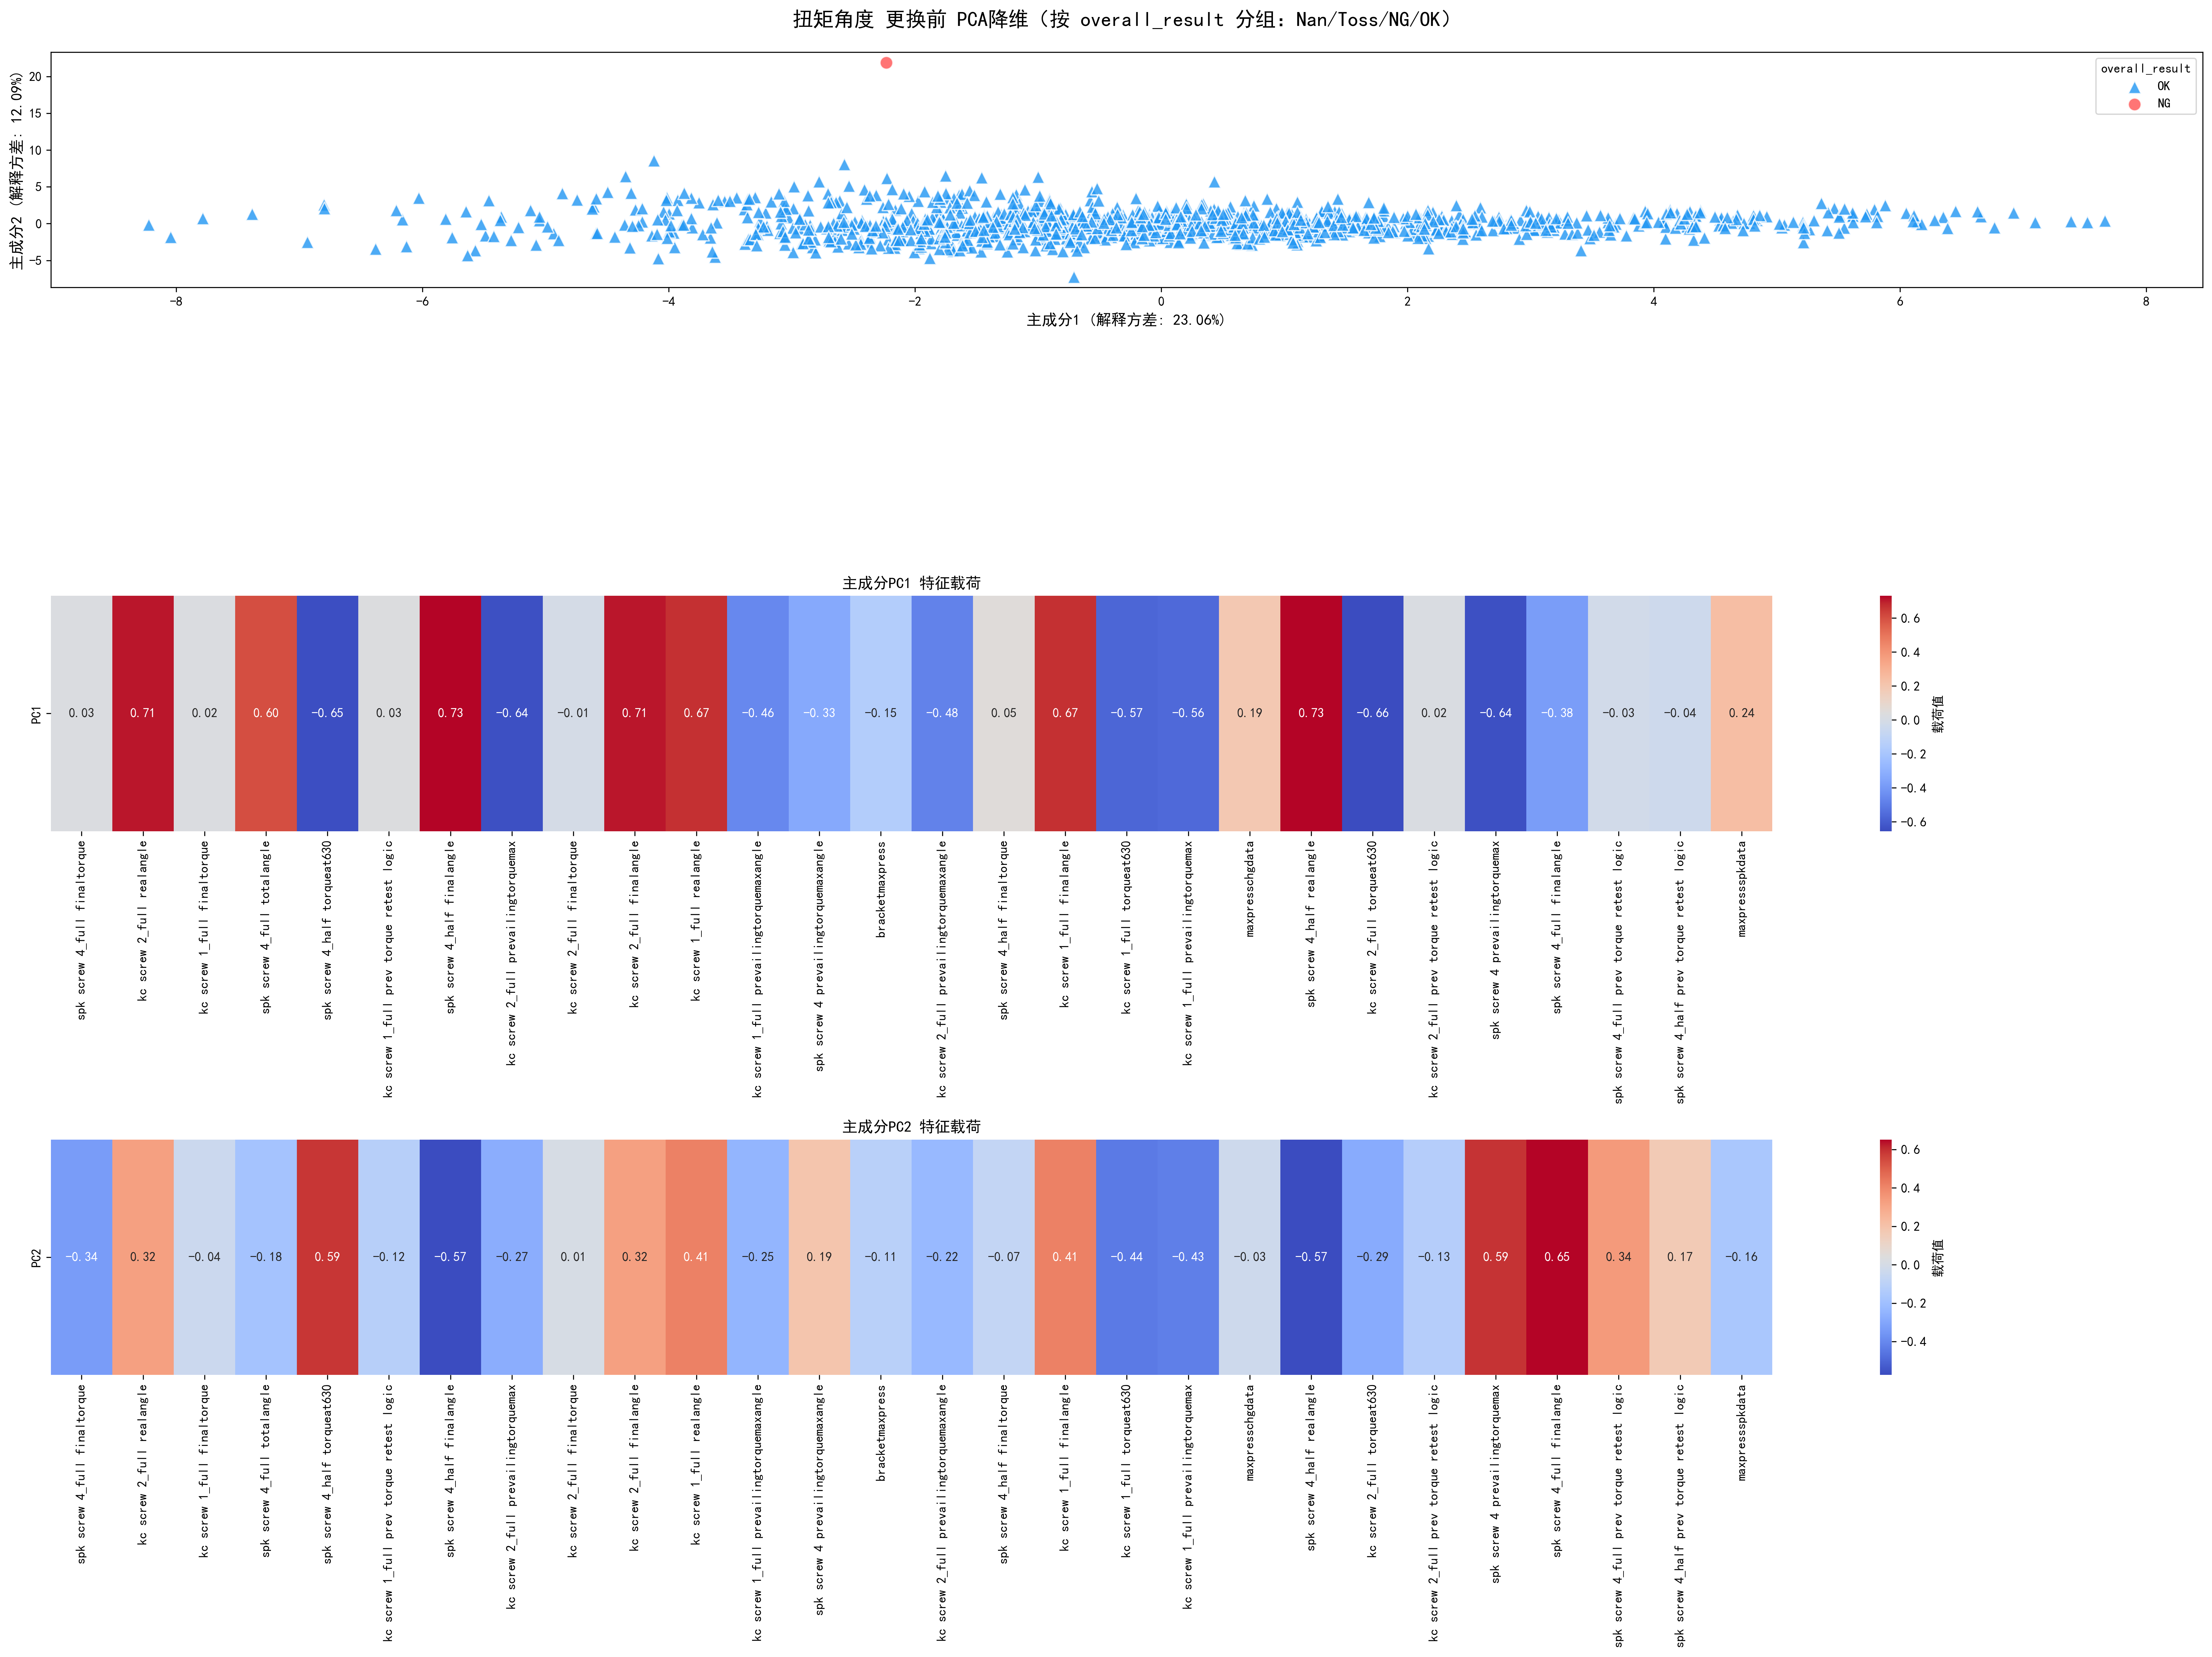 扭矩角度 更换前 PCA降维（按 overall_result 分组：Nan/Toss/NG/OK）
主成分2 (解释方差: 12.09%)
20
15
10
5
0
−5
overall_result
OK
NG
−8 −6 −4 −2 0 2 4 6 8
主成分1 (解释方差: 23.06%)
主成分PC1 特征载荷
PC1
0.03 0.71 0.02 0.60 −0.65 0.03 0.73 −0.64 −0.01 0.71 0.67 −0.46 −0.33 −0.15 −0.48 0.05 0.67 −0.57 −0.56 0.19 0.73 −0.66 0.02 −0.64 −0.38 −0.03 −0.04 0.24
spk screw 4_full finaltorque
kc screw 2_full realangle
kc screw 1_full finaltorque
spk screw 4_full totalangle
spk screw 4_half torqueat630
kc screw 1_full prev torque retest logic
spk screw 4_half finalangle
kc screw 2_full prevailingtorquemax
kc screw 2_full finaltorque
kc screw 2_full finalangle
kc screw 1_full realangle
kc screw 1_full prevailingtorquemaxangle
spk screw 4 prevailingtorquemaxangle
bracketmaxpress
kc screw 2_full prevailingtorquemaxangle
spk screw 4_half finaltorque
kc screw 1_full finalangle
kc screw 1_full torqueat630
kc screw 1_full prevailingtorquemax
maxpresschgdata
spk screw 4_half realangle
kc screw 2_full torqueat630
kc screw 2_full prev torque retest logic
spk screw 4 prevailingtorquemax
spk screw 4_full finalangle
spk screw 4_full prev torque retest logic
spk screw 4_half prev torque retest logic
maxpressspkdata
0.6
0.4
0.2
0.0
−0.2
−0.4
−0.6
载荷值
主成分PC2 特征载荷
PC2
−0.34 0.32 −0.04 −0.18 0.59 −0.12 −0.57 −0.27 0.01 0.32 0.41 −0.25 0.19 −0.11 −0.22 −0.07 0.41 −0.44 −0.43 −0.03 −0.57 −0.29 −0.13 0.59 0.65 0.34 0.17 −0.16
spk screw 4_full finaltorque
kc screw 2_full realangle
kc screw 1_full finaltorque
spk screw 4_full totalangle
spk screw 4_half torqueat630
kc screw 1_full prev torque retest logic
spk screw 4_half finalangle
kc screw 2_full prevailingtorquemax
kc screw 2_full finaltorque
kc screw 2_full finalangle
kc screw 1_full realangle
kc screw 1_full prevailingtorquemaxangle
spk screw 4 prevailingtorquemaxangle
bracketmaxpress
kc screw 2_full prevailingtorquemaxangle
spk screw 4_half finaltorque
kc screw 1_full finalangle
kc screw 1_full torqueat630
kc screw 1_full prevailingtorquemax
maxpresschgdata
spk screw 4_half realangle
kc screw 2_full torqueat630
kc screw 2_full prev torque retest logic
spk screw 4 prevailingtorquemax
spk screw 4_full finalangle
spk screw 4_full prev torque retest logic
spk screw 4_half prev torque retest logic
maxpressspkdata
0.6
0.4
0.2
0.0
−0.2
−0.4
载荷值